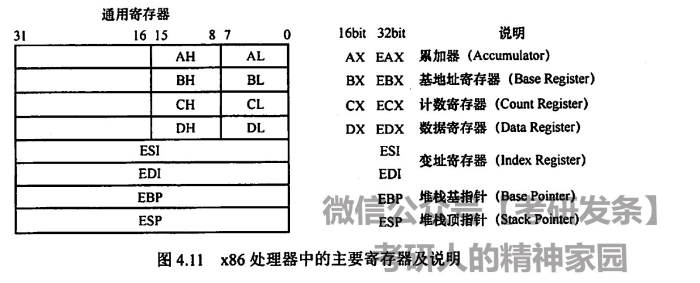 通用寄存器
31 16 15 8 7 0
16bit 32bit 说明
AH AL AX EAX 累加器（Accumulator）
BH BL BX EBX 基地址寄存器（Base Register）
CH CL CX ECX 计数寄存器（Count Register）
DH DL DX EDX 数据寄存器（Data Register）
ESI ESI
变址寄存器（Index Register）
EDI EDI
EBP EBP 堆栈基指针（Base Pointer）
ESP ESP 堆栈顶指针（Stack Pointer）
微信公众号【考研发条】
考研人的精神家园
图 4.11 x86 处理器中的主要寄存器及说明